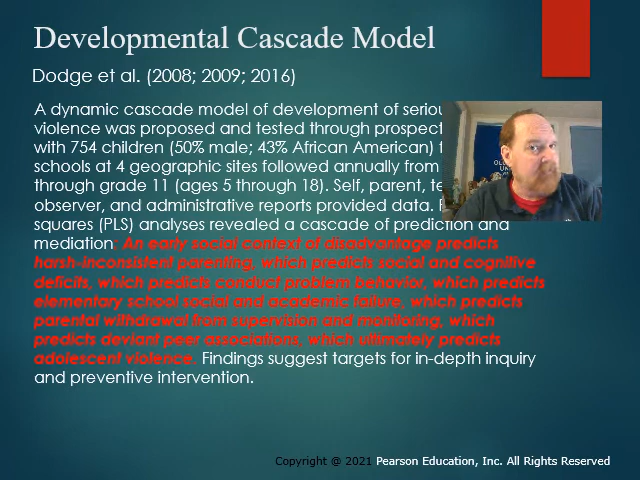 Developmental Cascade Model
Dodge et al. (2008; 2009; 2016)
A dynamic cascade model of development of
violence was proposed and tested through
with 754 children (50% male; 43% African American)
schools at 4 geographic sites followed annually from
through grade 11 (ages 5 through 18). Self, parent,
observer, and administrative reports provided data.
squares (PLS) analyses revealed a cascade of prediction and
mediation: An early social context of disadvantage predicts
harsh-inconsistent parenting, which predicts social and cognitive
deficits, which predicts conduct problem behavior, which predicts
elementary school social and academic failure, which predicts
parental withdrawal from supervision and monitoring, which
predicts deviant peer associations, which ultimately predicts
adolescent violence. Findings suggest targets for in-depth inquiry
and preventive intervention.
Copyright @ 2021 Pearson Education, Inc. All Rights Reserved